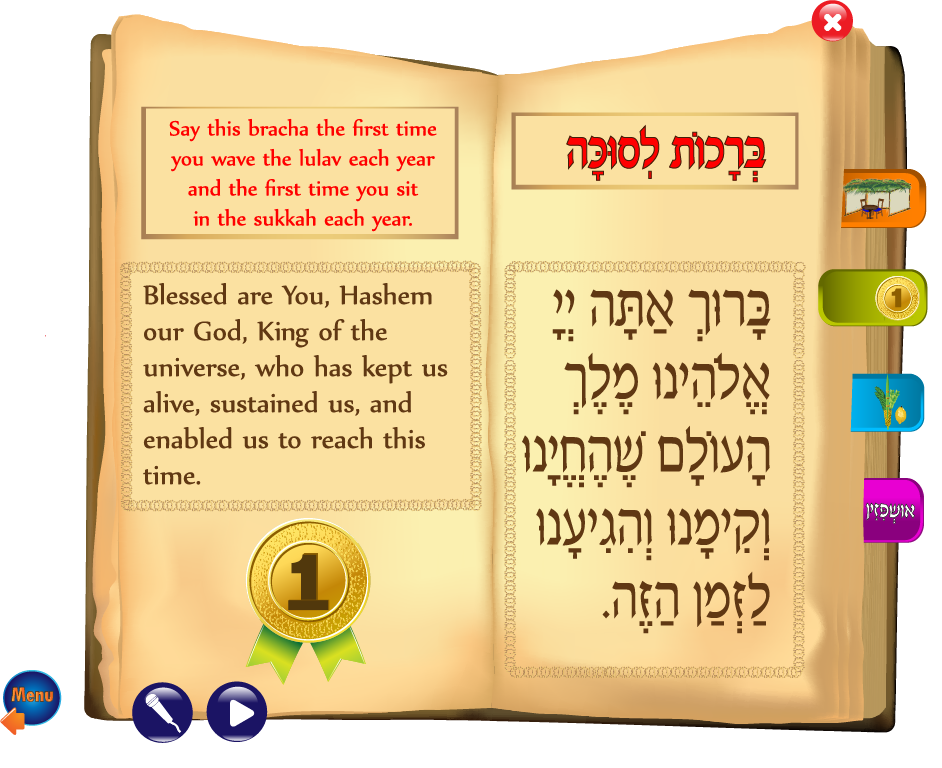 Say this bracha the first time
you wave the lulav each year
and the first time you sit
in the sukkah each year.
Blessed are You, Hashem
our God, King of the
universe, who has kept us
alive, sustained us, and
enabled us to reach this
time.
1
בְּרָכוֹת לְסוּכָּה
בָּרוּךְ אַתָּה יְיָ
אֱלֹהֵינוּ מֶלֶךְ
הָעוֹלָם שֶׁהֶחֱיָנוּ
וְקִימָנוּ וְהִגִיעָנוּ
לַזְּמַן הַזֶּה.
1
אוּשְׁפִּזִין
Menu